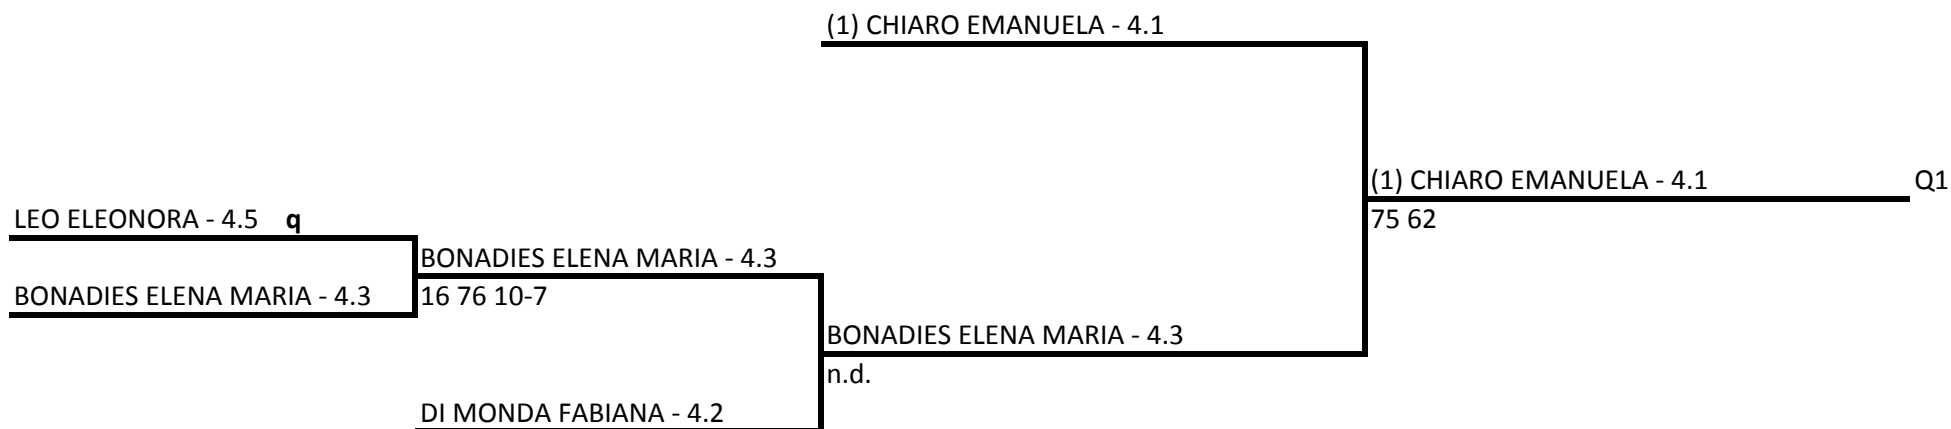 (1) CHIARO EMANUELA - 4.1
(1) CHIARO EMANUELA - 4.1 Q1
LEO ELEONORA - 4.5 q
75 62
BONADIES ELENA MARIA - 4.3
BONADIES ELENA MARIA - 4.3
16 76 10-7
BONADIES ELENA MARIA - 4.3
n.d.
DI MONDA FABIANA - 4.2